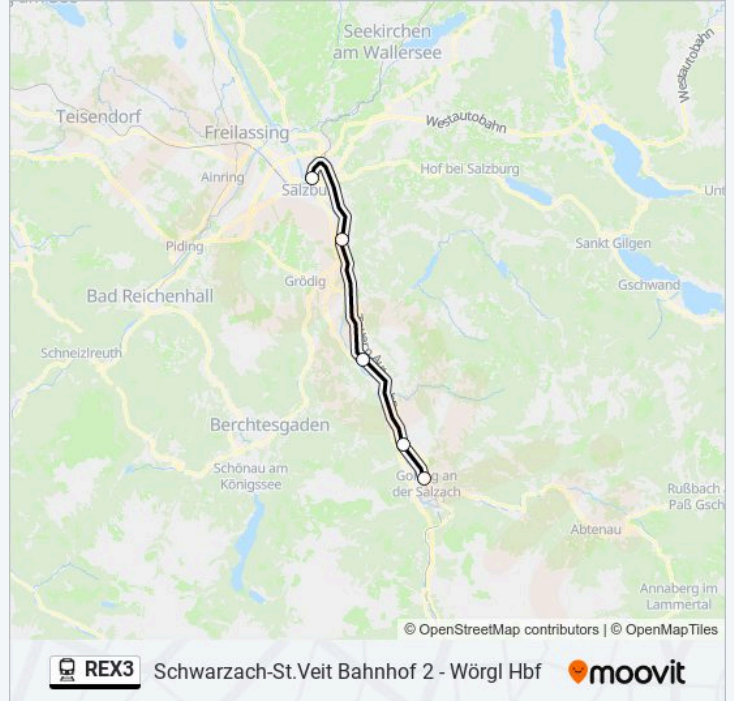 Seekirchen
am Wallersee
Westautobahn
Teisendorf
Freilassing
Westautobahn
Hof bei Salzburg
Ainring
Salzbu
Unt
Piding
Sankt Gilgen
Grödig
Gschwand
Bad Reichenhall
Schneizlreuth
Berchtesgaden
Schönau am
Königssee
an
der Salzach
Rußbach
Paß Gsch
Abtenau
Annaberg im
Lammertal
© OpenStreetMap contributors | © OpenMapTiles
REX3 Schwarzach-St.Veit Bahnhof 2 - Wörgl Hbf moovit